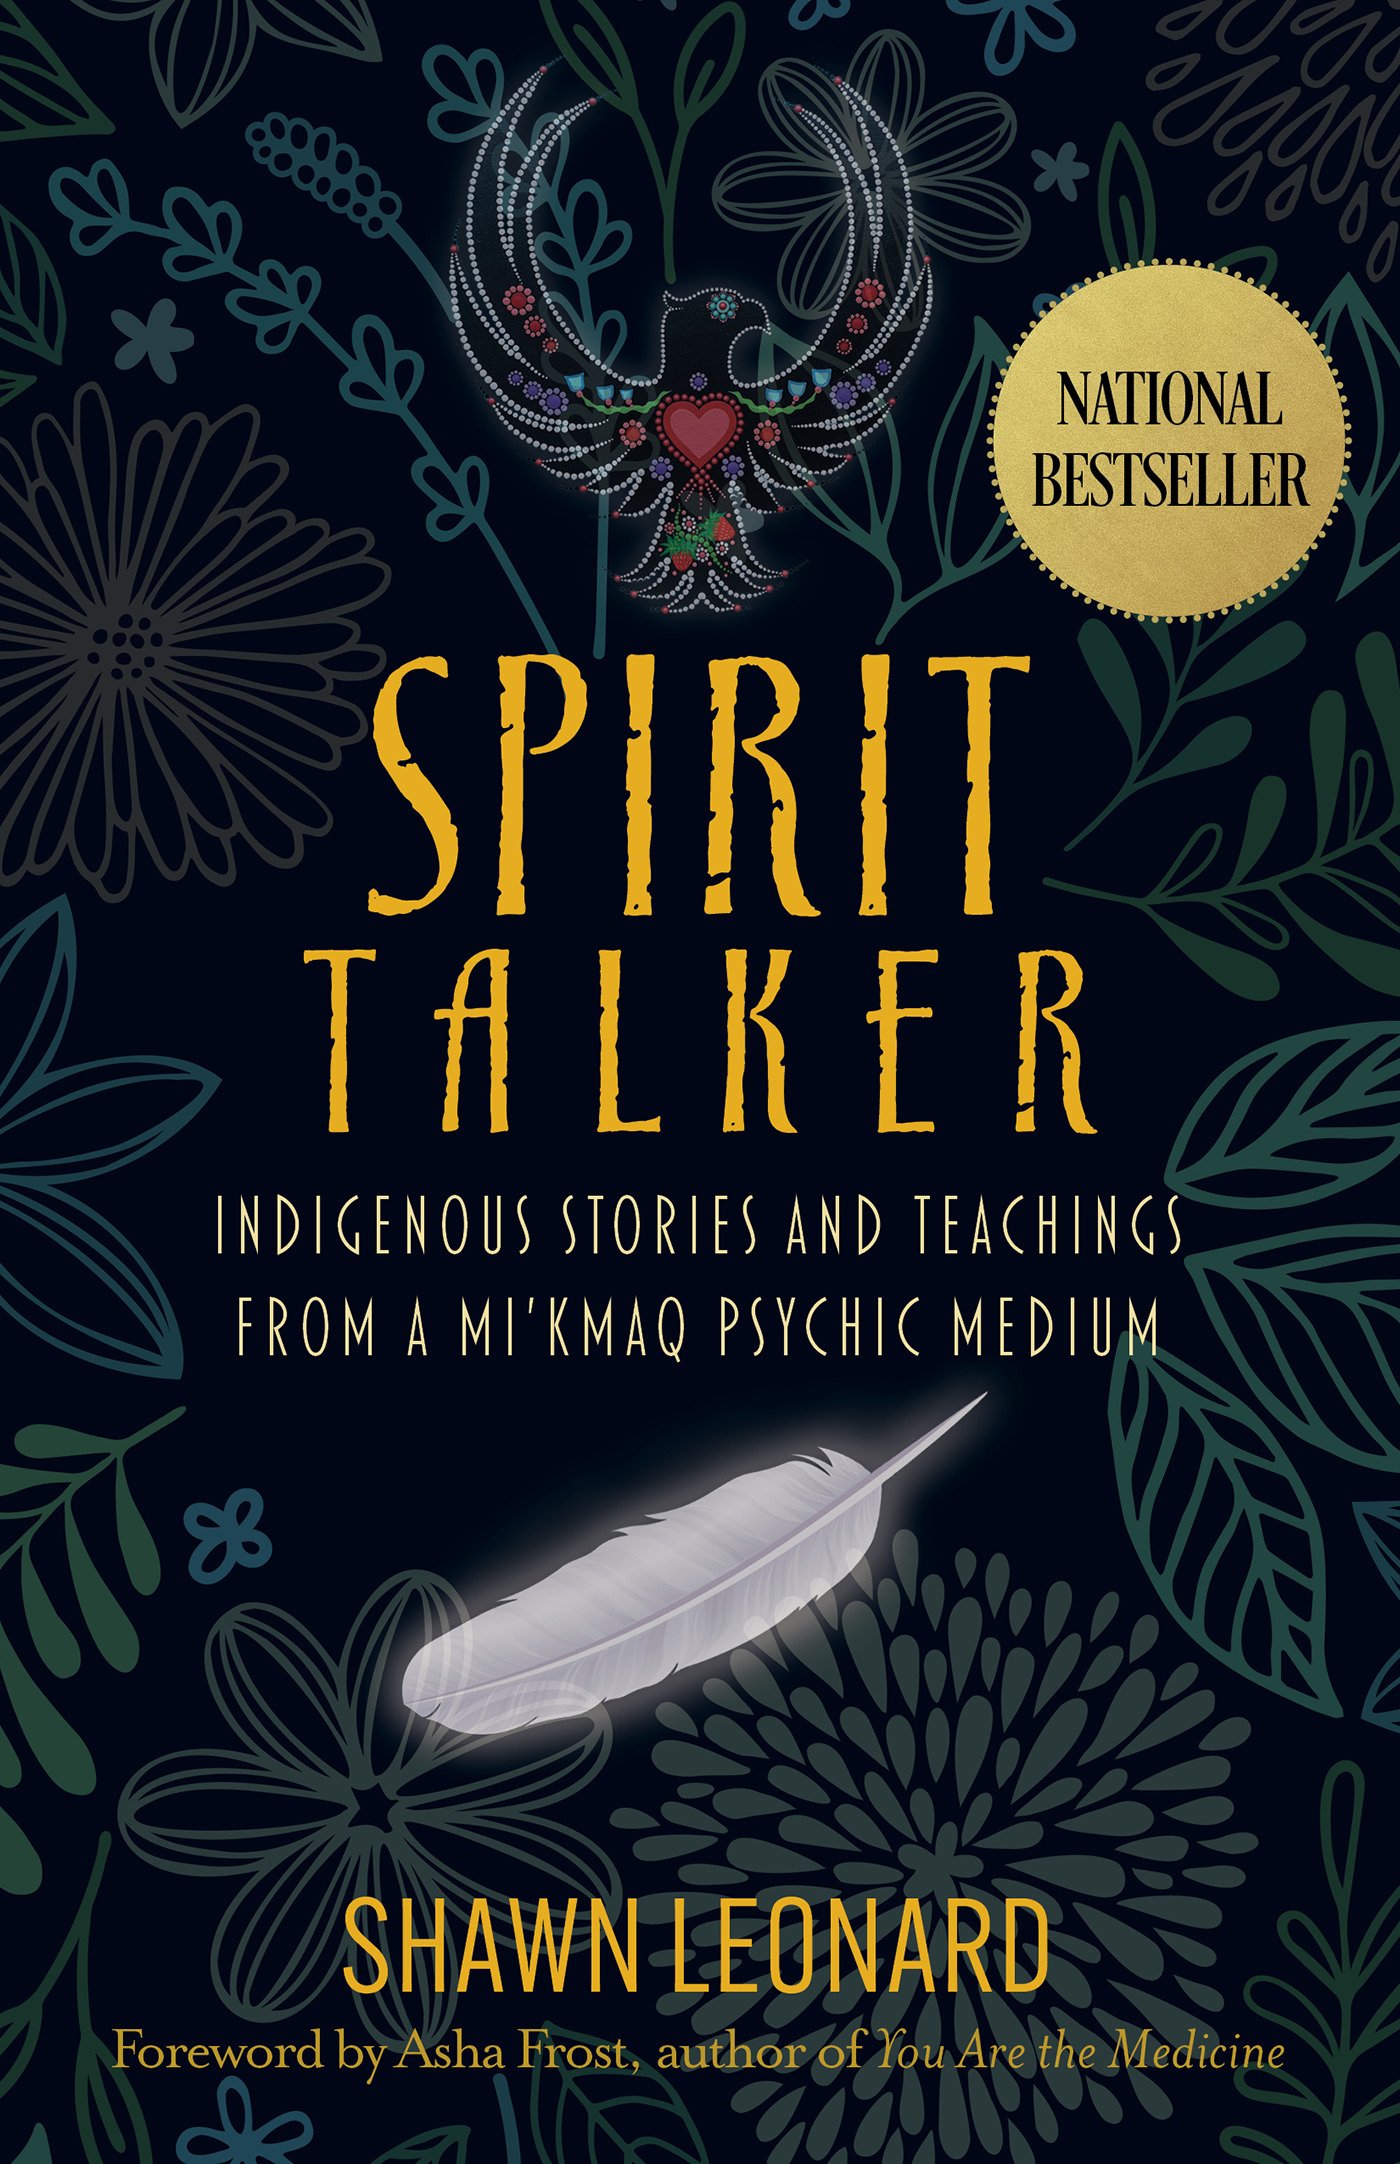 NATIONAL
BESTSELLER
SPIRIT
TALKER
INDIGENOUS STORIES AND TEACHINGS
FROM A MI'KMAQ PSYCHIC MEDIUM
SHAWN LEONARD
Foreword by Asha Frost, author of You Are the Medicine